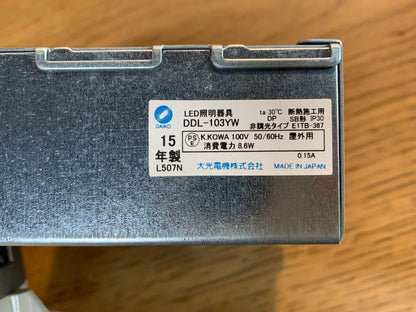 DAIKO
LED照明器具
DDL-103YW
ta 30℃ 断熱施工用
DP SB形 IP30
非調光タイプ E1TB-367
15
年製
L507N
PSE K.KOWA 100V 50/60Hz 屋外用
消費電力 8.6W
0.15A
大光電機株式会社 MADE IN JAPAN